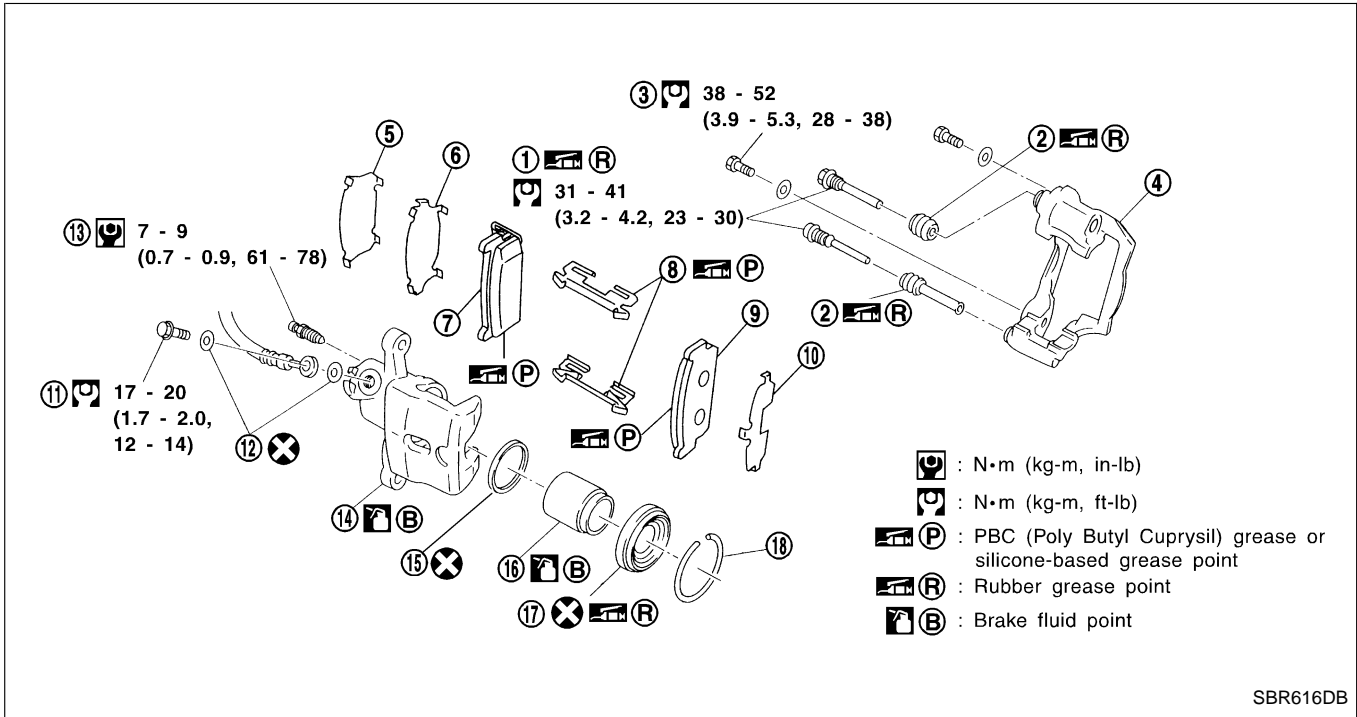 ③ 38 - 52
(3.9 - 5.3, 28 - 38)
② R
⑤
⑥
① R
31 - 41
(3.2 - 4.2, 23 - 30)
④
⑬ 7 - 9
(0.7 - 0.9, 61 - 78)
⑧ P
⑦
② R
⑨
⑩
P
⑪ 17 - 20
(1.7 - 2.0,
12 - 14)
⑫
P
⑭ B
⑮
⑯ B
⑰ R
⑱
: N•m (kg-m, in-lb)
: N•m (kg-m, ft-lb)
P : PBC (Poly Butyl Cuprysil) grease or
silicone-based grease point
R : Rubber grease point
B : Brake fluid point
SBR616DB